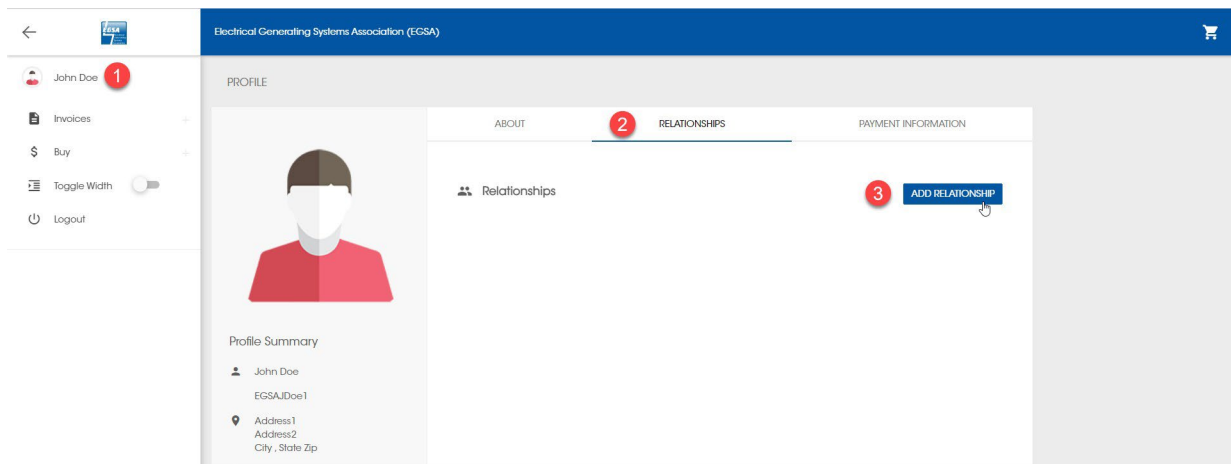 EGSA
Electrical Generating Systems Association (EGSA)
John Doe 1
Invoices
Buy
Toggle Width
Logout
PROFILE
ABOUT 2 RELATIONSHIPS PAYMENT INFORMATION
Relationships 3 ADD RELATIONSHIP
Profile Summary
John Doe
EGSAJDoe1
Address1
Address2
City , State Zip